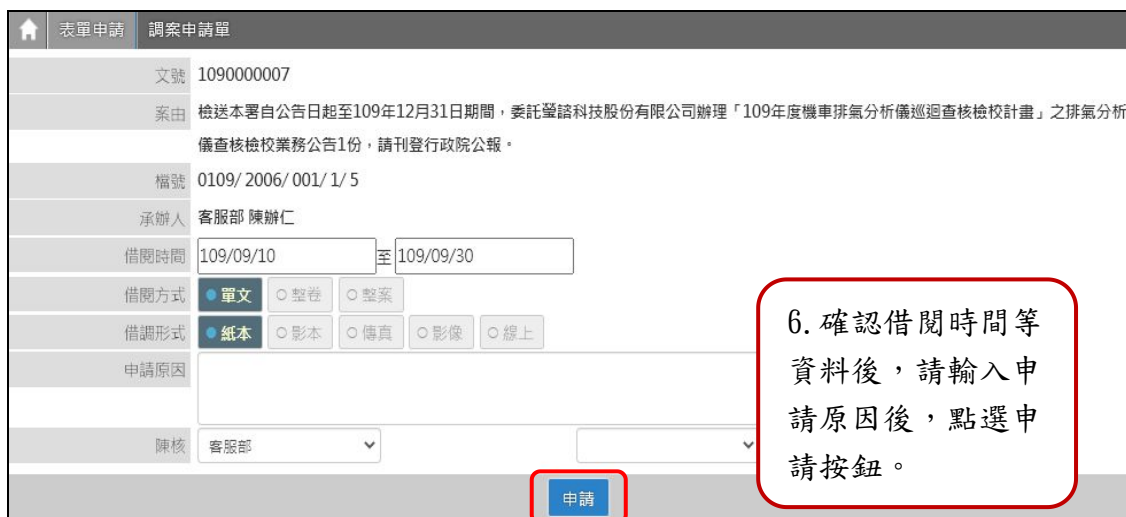 表單申請 調案申請單
文號 1090000007
案由 檢送本署自公告日起至109年12月31日期間，委託瑩諮科技股份有限公司辦理「109年度機車排氣分析儀巡迴查核檢校計畫」之排氣分析
儀查核檢校業務公告1份，請刊登行政院公報。
檔號 0109/2006/001/1/5
承辦人 客服部 陳辦仁
借閱時間 109/09/10 至 109/09/30
借閱方式 單文 整卷 整案
借調形式 紙本 影本 傳真 影像 線上
申請原因
陳核 客服部
申請
6.確認借閱時間等
資料後，請輸入申
請原因後，點選申
請按鈕。